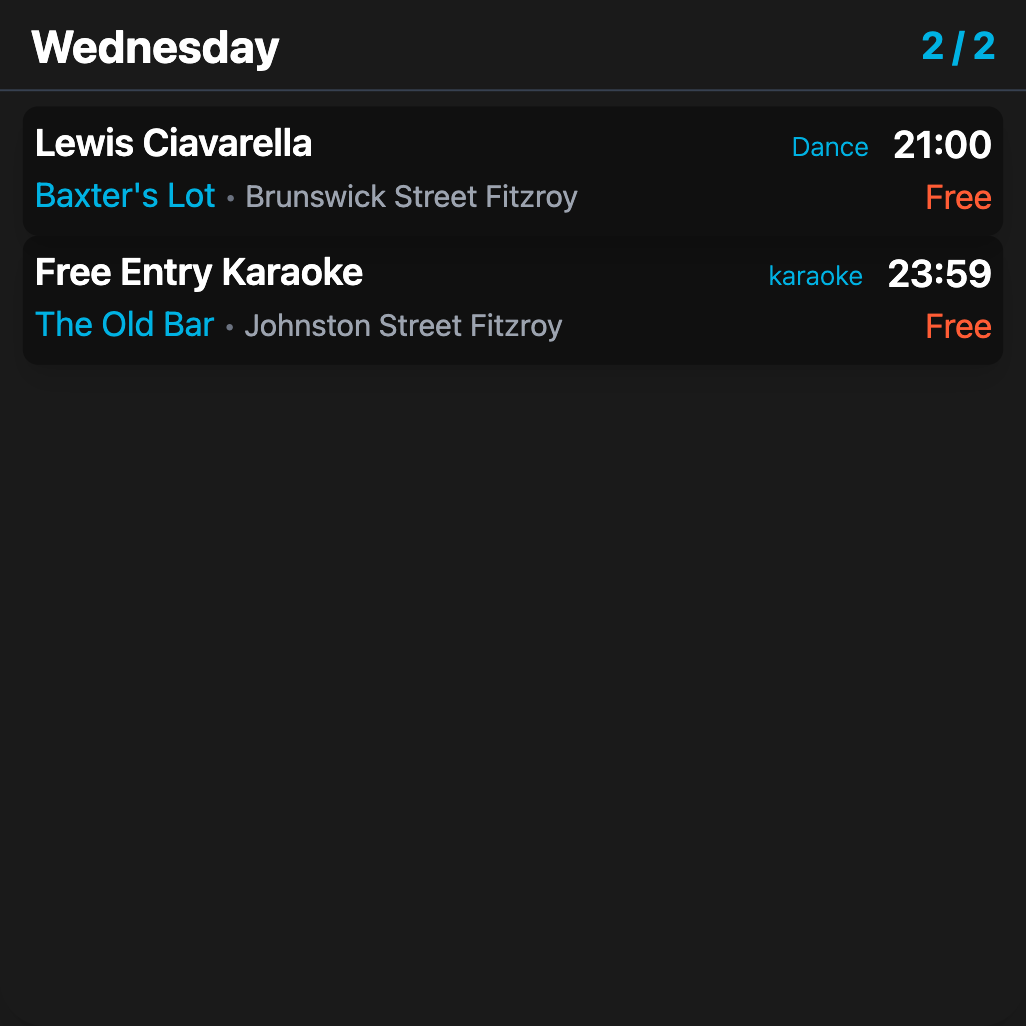 Wednesday 2 / 2
Lewis Ciavarella Dance 21:00
Baxter's Lot • Brunswick Street Fitzroy Free
Free Entry Karaoke karaoke 23:59
The Old Bar • Johnston Street Fitzroy Free